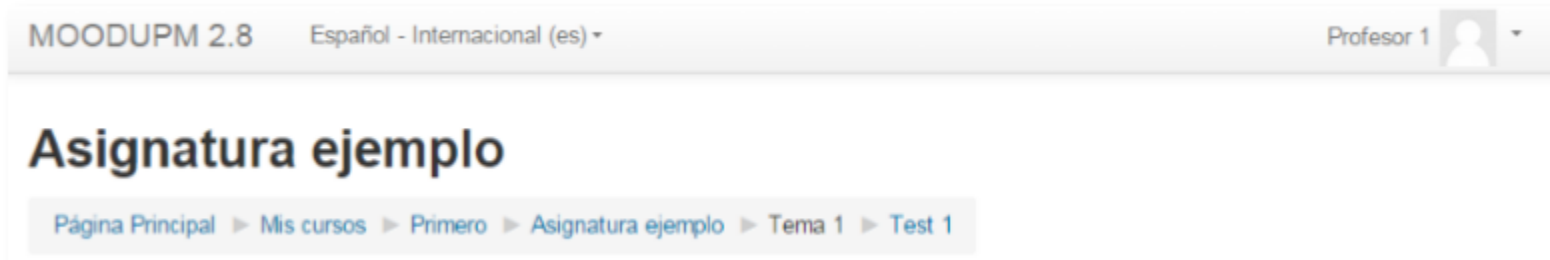 MOODUPM 2.8 Español - Internacional (es) Profesor 1
Asignatura ejemplo
Página Principal ▶ Mis cursos ▶ Primero ▶ Asignatura ejemplo ▶ Tema 1 ▶ Test 1